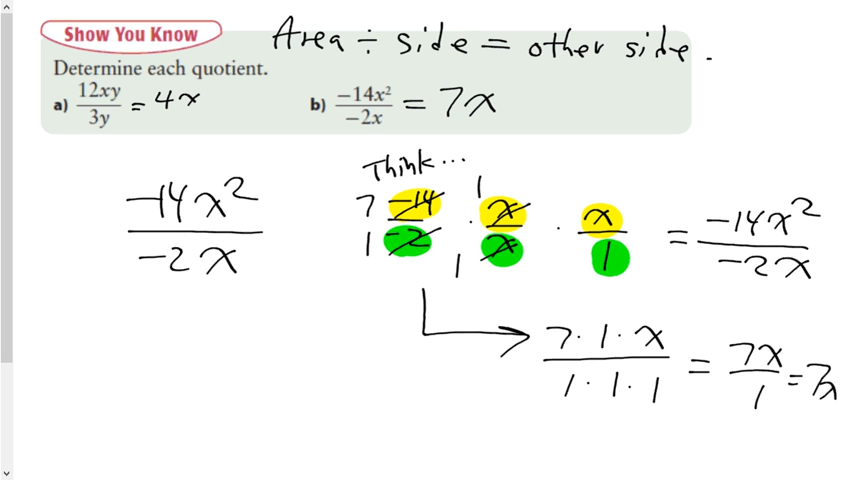 Show You Know
Area ÷ side = other side.
Determine each quotient.
a) 12xy/3y = 4x
b) −14x²/−2x = 7x
Think...
−14x²/−2x
7 −14/1 −2 · 1 x/1 x · x/1 = −14x²/−2x
7·1·x/1·1·1 = 7x/1 = 7x